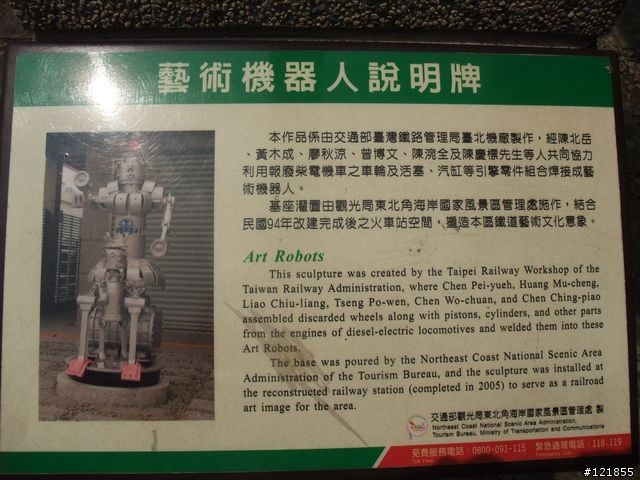 藝術機器人說明牌
本作品係由交通部臺灣鐵路管理局臺北機廠製作，經陳北岳
、黃木成、廖秋涼、曾博文、陳浣全及陳慶標先生等人共同協力
利用報廢柴電機車之車輪及活塞、汽缸等引擎零件組合焊接成藝
術機器人。
基座灌置由觀光局東北角海岸國家風景區管理處施作，結合
民國94年改建完成後之火車站空間，塑造本區鐵道藝術文化意象。
Art Robots
This sculpture was created by the Taipei Railway Workshop of the
Taiwan Railway Administration, where Chen Pei-yueh, Huang Mu-cheng,
Liao Chiu-liang, Tseng Po-wen, Chen Wo-chuan, and Chen Ching-piao
assembled discarded wheels along with pistons, cylinders, and other parts
from the engines of diesel-electric locomotives and welded them into these
Art Robots.
The base was poured by the Northeast Coast National Scenic Area
Administration of the Tourism Bureau, and the sculpture was installed at
the reconstructed railway station (completed in 2005) to serve as a railroad
art image for the area.
交通部觀光局東北角海岸國家風景區管理處 製
Northeast Coast National Scenic Area Administration,
Tourism Bureau, Ministry of Transportation and Communications
免費服務電話：0800-091-115 緊急通報電話：118.119
Toll Free Emergency Call
#121855